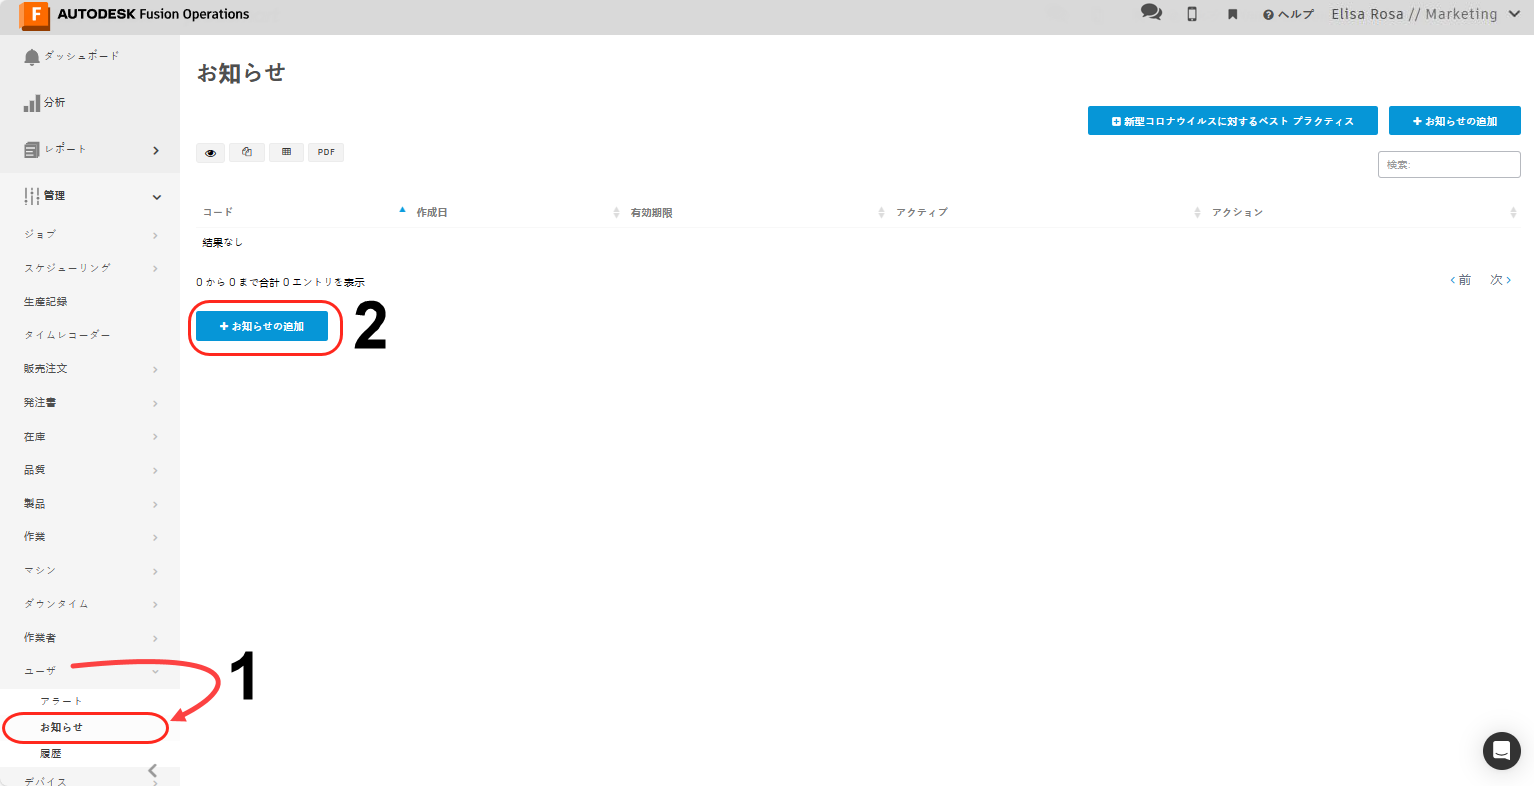 F AUTODESK Fusion Operations
ヘルプ Elisa Rosa // Marketing
ダッシュボード
分析
レポート
管理
ジョブ
スケジューリング
生産記録
タイムレコーダー
販売注文
発注書
在庫
品質
製品
作業
マシン
ダウンタイム
作業者
ユーザ
アラート
お知らせ
履歴
デバイス
お知らせ
新型コロナウイルスに対するベスト プラクティス
お知らせの追加
PDF
検索:
コード 作成日 有効期限 アクティブ アクション
結果なし
0 から 0 まで合計 0 エントリを表示
前 次
お知らせの追加
2
1